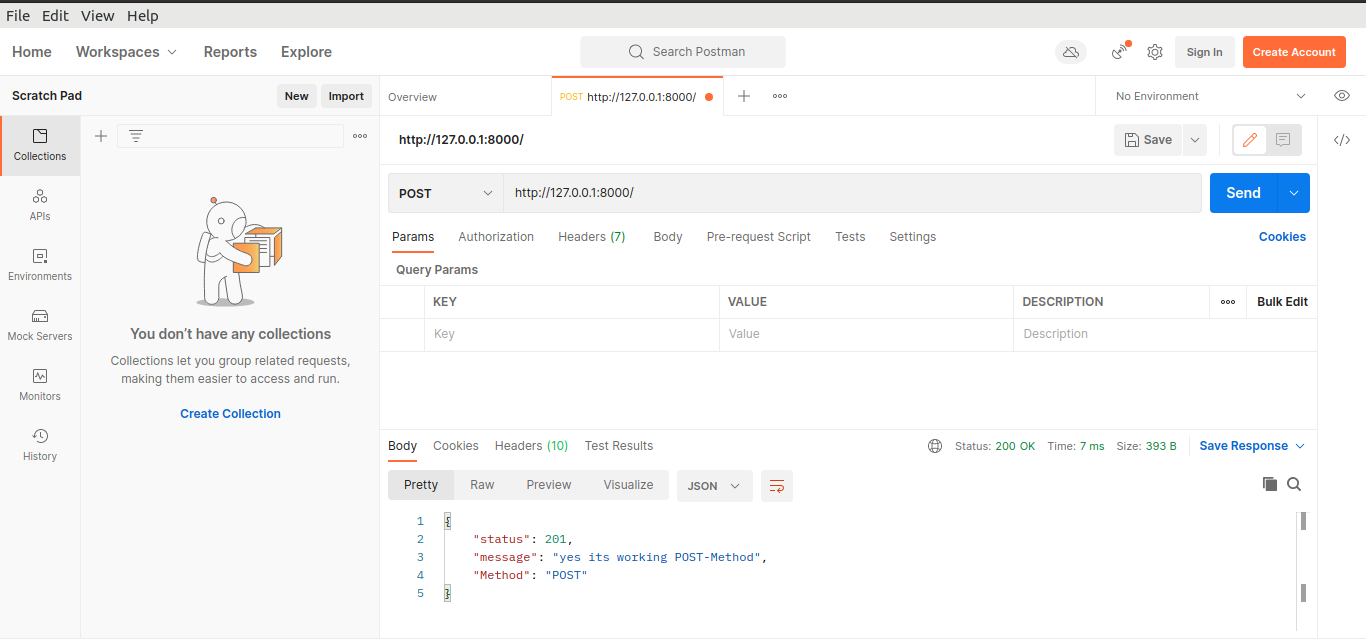 File Edit View Help
Home Workspaces Reports Explore Search Postman Sign In Create Account
Scratch Pad New Import Overview POST http://127.0.0.1:8000/ No Environment
Collections
APIs
Environments
Mock Servers
Monitors
History
You don’t have any collections
Collections let you group related requests,
making them easier to access and run.
Create Collection
http://127.0.0.1:8000/ Save
POST http://127.0.0.1:8000/ Send
Params Authorization Headers (7) Body Pre-request Script Tests Settings Cookies
Query Params
KEY VALUE DESCRIPTION Bulk Edit
Key Value Description
Body Cookies Headers (10) Test Results Status: 200 OK Time: 7 ms Size: 393 B Save Response
Pretty Raw Preview Visualize JSON
1 {
2 "status": 201,
3 "message": "yes its working POST-Method",
4 "Method": "POST"
5 }